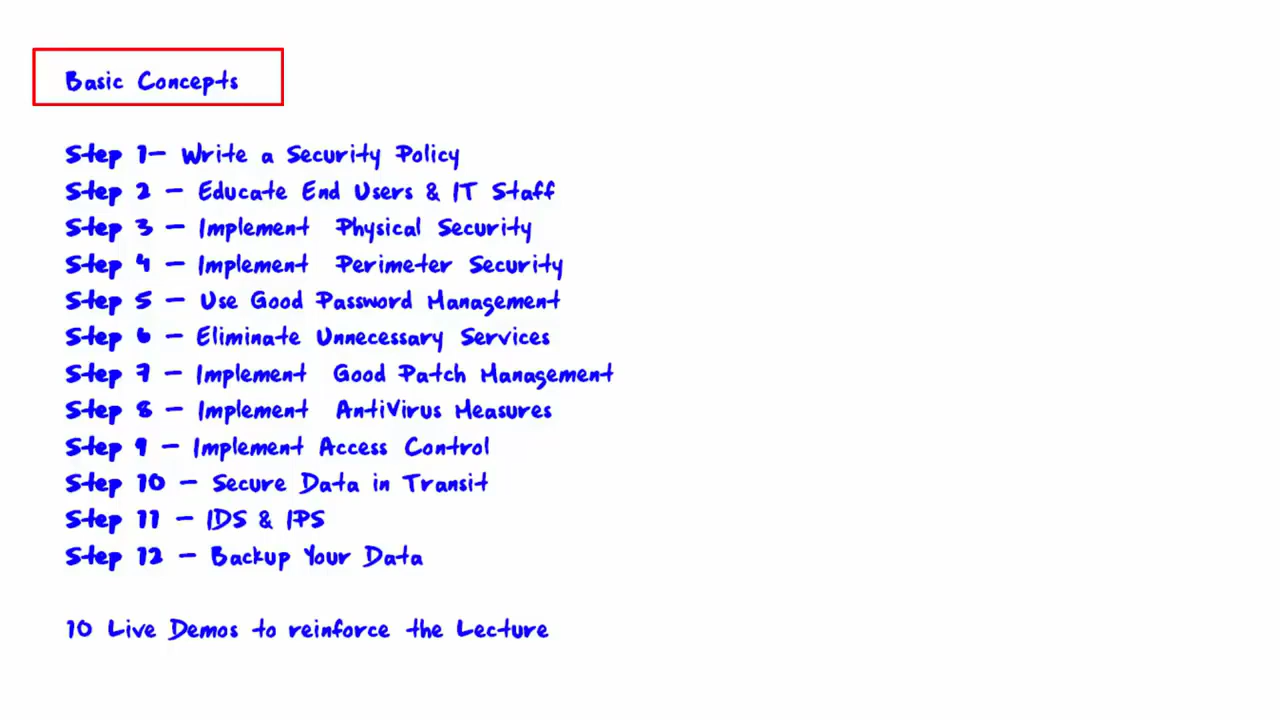 Basic Concepts
Step 1– Write a Security Policy
Step 2 – Educate End Users & IT Staff
Step 3 – Implement Physical Security
Step 4 – Implement Perimeter Security
Step 5 – Use Good Password Management
Step 6 – Eliminate Unnecessary Services
Step 7 – Implement Good Patch Management
Step 8 – Implement AntiVirus Measures
Step 9 – Implement Access Control
Step 10 – Secure Data in Transit
Step 11 – IDS & IPS
Step 12 – Backup Your Data
10 Live Demos to reinforce the Lecture